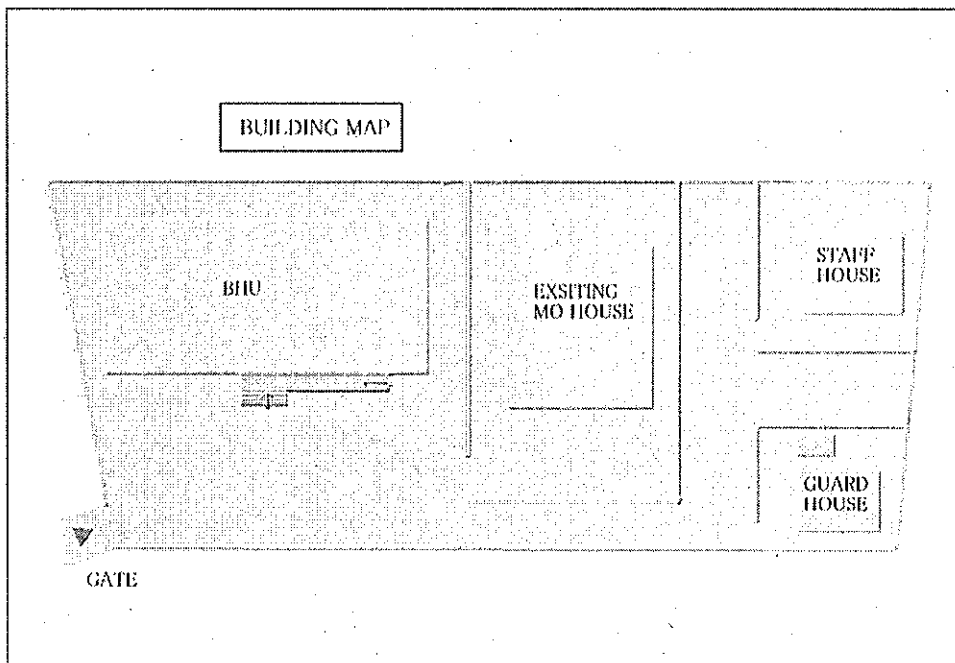 BUILDING MAP
BHU
EXSITING
MO HOUSE
STAFF
HOUSE
GUARD
HOUSE
GATE